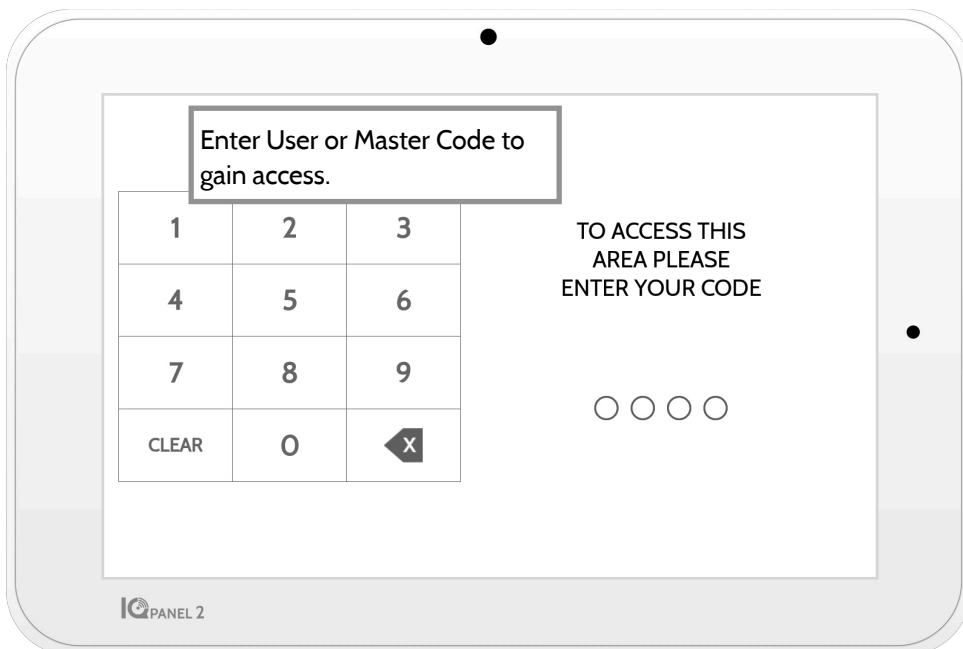 Enter User or Master Code to
gain access.
1 2 3
4 5 6
7 8 9
CLEAR 0 X
TO ACCESS THIS
AREA PLEASE
ENTER YOUR CODE
IQ PANEL 2